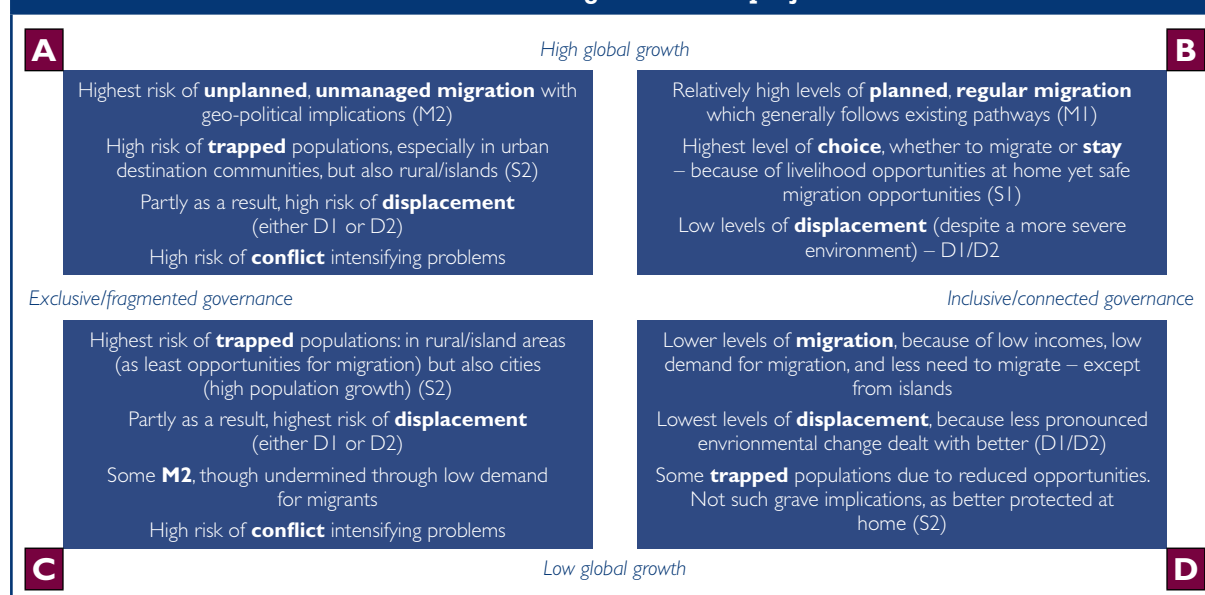 A
High global growth
B
Highest risk of unplanned, unmanaged migration with
geo-political implications (M2)
High risk of trapped populations, especially in urban
destination communities, but also rural/islands (S2)
Partly as a result, high risk of displacement
(either D1 or D2)
High risk of conflict intensifying problems
Relatively high levels of planned, regular migration
which generally follows existing pathways (M1)
Highest level of choice, whether to migrate or stay
– because of livelihood opportunities at home yet safe
migration opportunities (S1)
Low levels of displacement (despite a more severe
environment) – D1/D2
Exclusive/fragmented governance
Inclusive/connected governance
Highest risk of trapped populations: in rural/island areas
(as least opportunities for migration) but also cities
(high population growth) (S2)
Partly as a result, highest risk of displacement
(either D1 or D2)
Some M2, though undermined through low demand
for migrants
High risk of conflict intensifying problems
Lower levels of migration, because of low incomes, low
demand for migration, and less need to migrate – except
from islands
Lowest levels of displacement, because less pronounced
envrionmental change dealt with better (D1/D2)
Some trapped populations due to reduced opportunities.
Not such grave implications, as better protected at
home (S2)
C
Low global growth
D